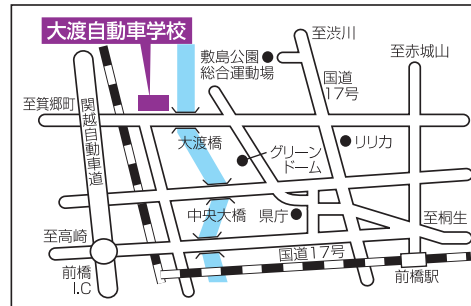 大渡自動車学校
敷島公園
総合運動場
至渋川
国道
17号
至赤城山
至箕郷町
関越自動車道
大渡橋
グリーン
ドーム
リリカ
中央大橋
県庁
至桐生
至高崎
国道17号
前橋
I.C
前橋駅